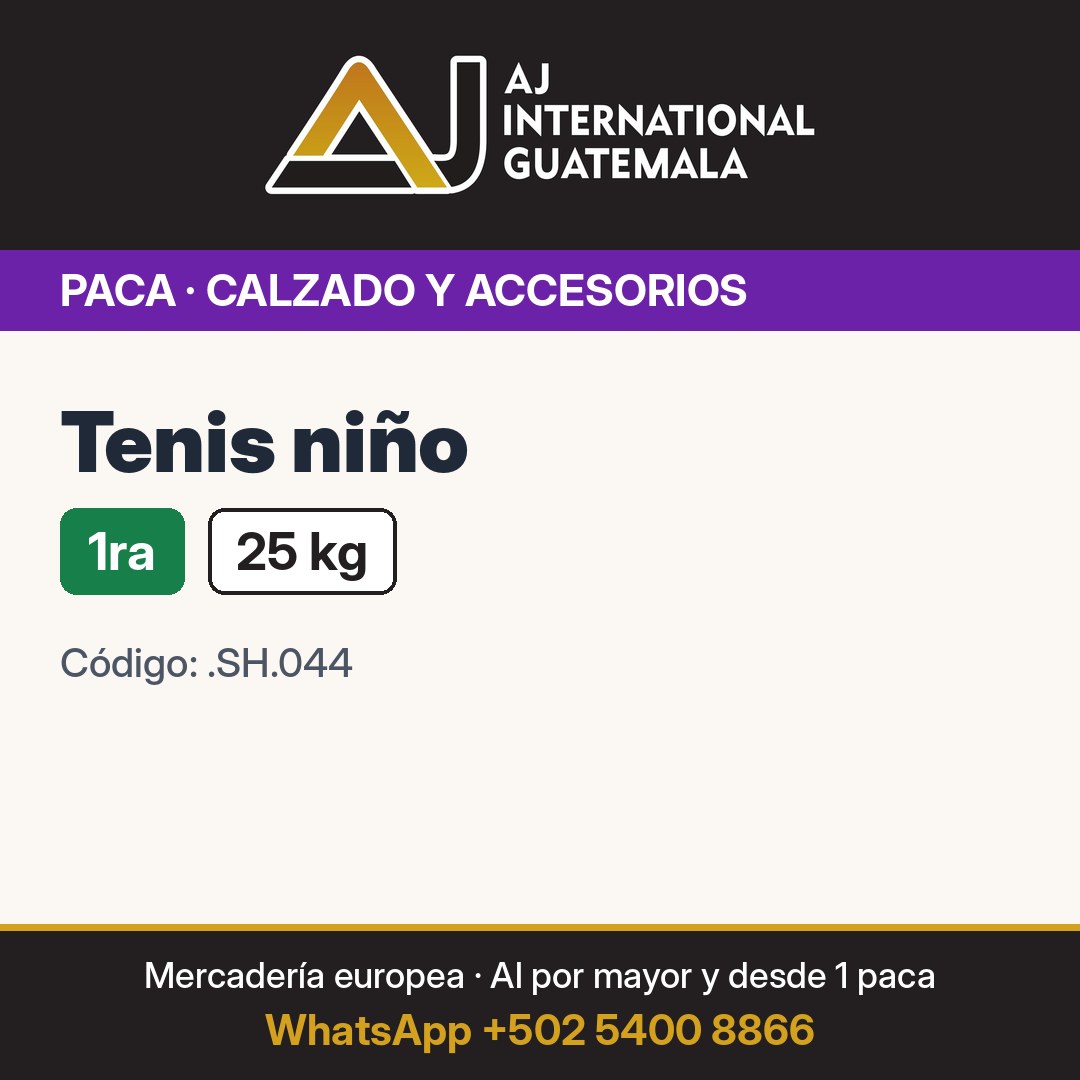 AJ
AJ
INTERNATIONAL
GUATEMALA
PACA · CALZADO Y ACCESORIOS
Tenis niño
1ra
25 kg
Código: .SH.044
Mercadería europea · Al por mayor y desde 1 paca
WhatsApp +502 5400 8866